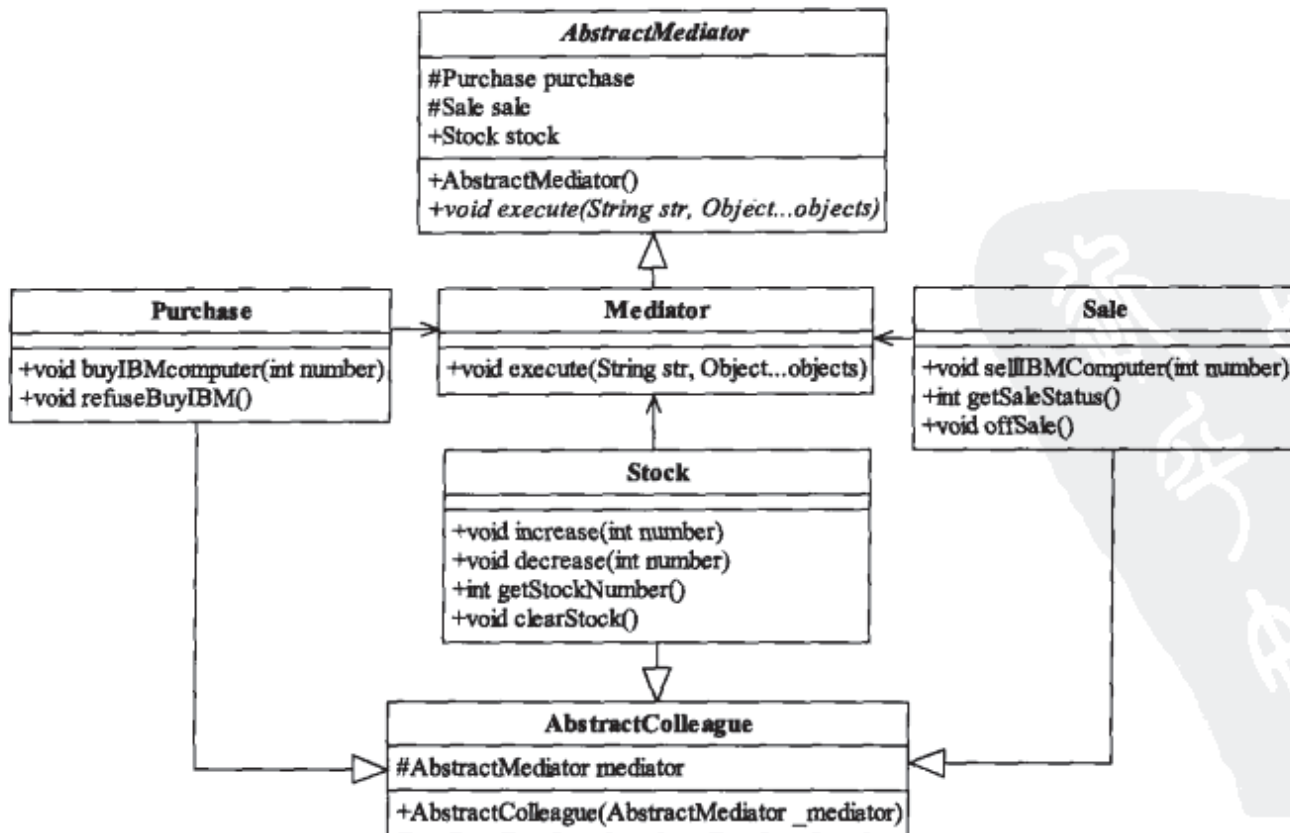 AbstractMediator
#Purchase purchase
#Sale sale
+Stock stock
+AbstractMediator()
+void execute(String str, Object...objects)
Purchase
+void buyIBMcomputer(int number)
+void refuseBuyIBM()
Mediator
+void execute(String str, Object...objects)
Sale
+void sellIBMComputer(int number)
+int getSaleStatus()
+void offSale()
Stock
+void increase(int number)
+void decrease(int number)
+int getStockNumber()
+void clearStock()
AbstractColleague
#AbstractMediator mediator
+AbstractColleague(AbstractMediator _mediator)